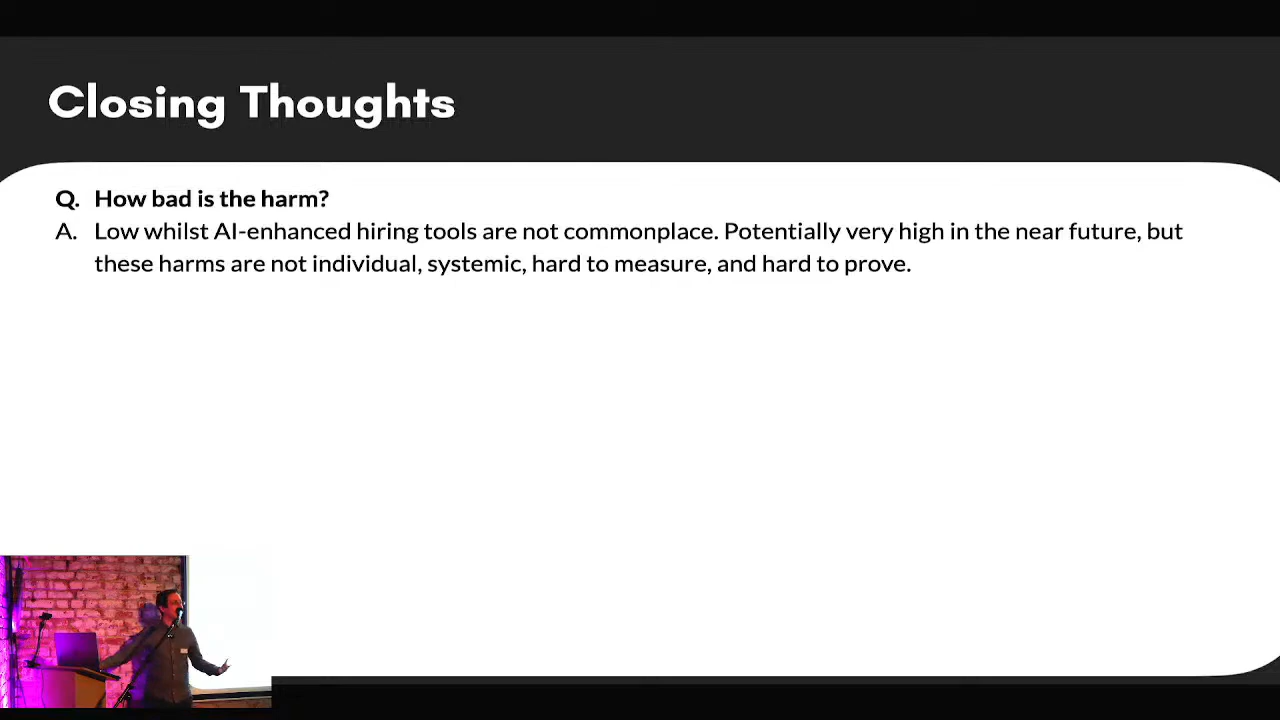 Closing Thoughts
Q. How bad is the harm?
A. Low whilst AI-enhanced hiring tools are not commonplace. Potentially very high in the near future, but
these harms are not individual, systemic, hard to measure, and hard to prove.